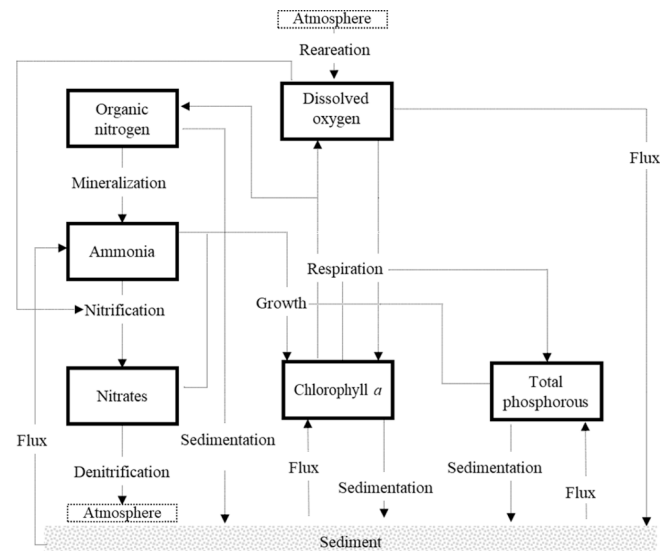 Atmosphere
Reareation
Dissolved
oxygen
Organic
nitrogen
Flux
Mineralization
Ammonia
Respiration
Growth
Nitrification
Nitrates
Chlorophyll a
Total
phosphorous
Flux
Sedimentation
Denitrification
Flux
Sedimentation
Sedimentation
Flux
Atmosphere
Sediment